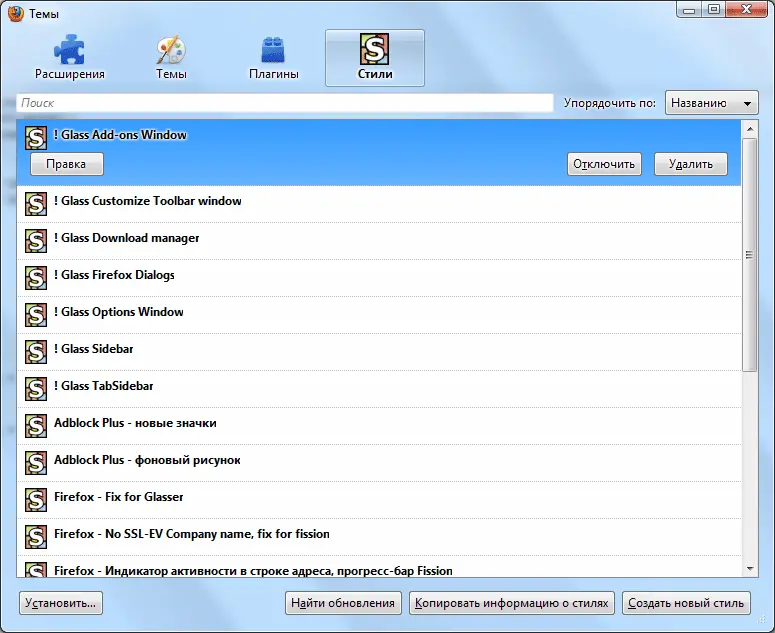 Темы
Расширения Темы Плагины Стили
Поиск Упорядочить по: Названию
! Glass Add-ons Window
Правка Отключить Удалить
! Glass Customize Toolbar window
! Glass Download manager
! Glass Firefox Dialogs
! Glass Options Window
! Glass Sidebar
! Glass TabSidebar
Adblock Plus - новые значки
Adblock Plus - фоновый рисунок
Firefox - Fix for Glasser
Firefox - No SSL-EV Company name, fix for fission
Firefox - Индикатор активности в строке адреса, прогресс-бар Fission
Установить... Найти обновления Копировать информацию о стилях Создать новый стиль